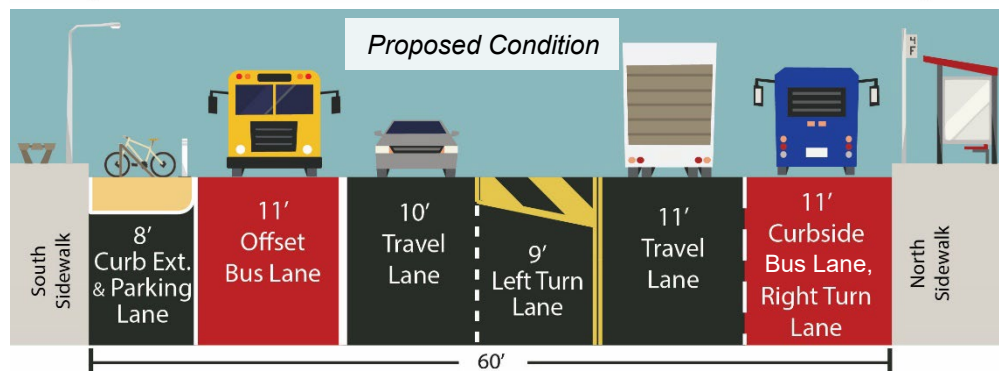 Proposed Condition
4
F
South
Sidewalk
8'
Curb Ext.
& Parking
Lane
11'
Offset
Bus Lane
10'
Travel
Lane
9'
Left Turn
Lane
11'
Travel
Lane
11'
Curbside
Bus Lane,
Right Turn
Lane
North
Sidewalk
60'